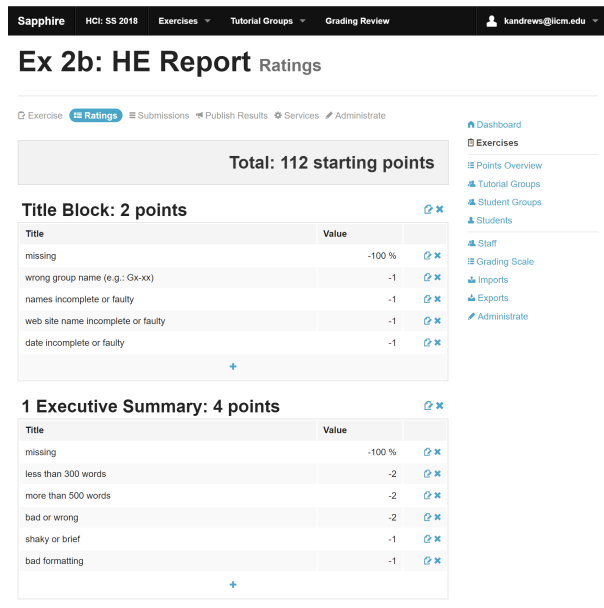 Sapphire HCI: SS 2018 Exercises Tutorial Groups Grading Review kandrews@iicm.edu
Ex 2b: HE Report Ratings
Exercise Ratings Submissions Publish Results Services Administrate
Dashboard
Exercises
Points Overview
Tutorial Groups
Student Groups
Students
Staff
Grading Scale
Imports
Exports
Administrate
Total: 112 starting points
Title Block: 2 points
Title Value
missing -100 %
wrong group name (e.g.: Gx-xx) -1
names incomplete or faulty -1
web site name incomplete or faulty -1
date incomplete or faulty -1
+
1 Executive Summary: 4 points
Title Value
missing -100 %
less than 300 words -2
more than 500 words -2
bad or wrong -2
shaky or brief -1
bad formatting -1
+